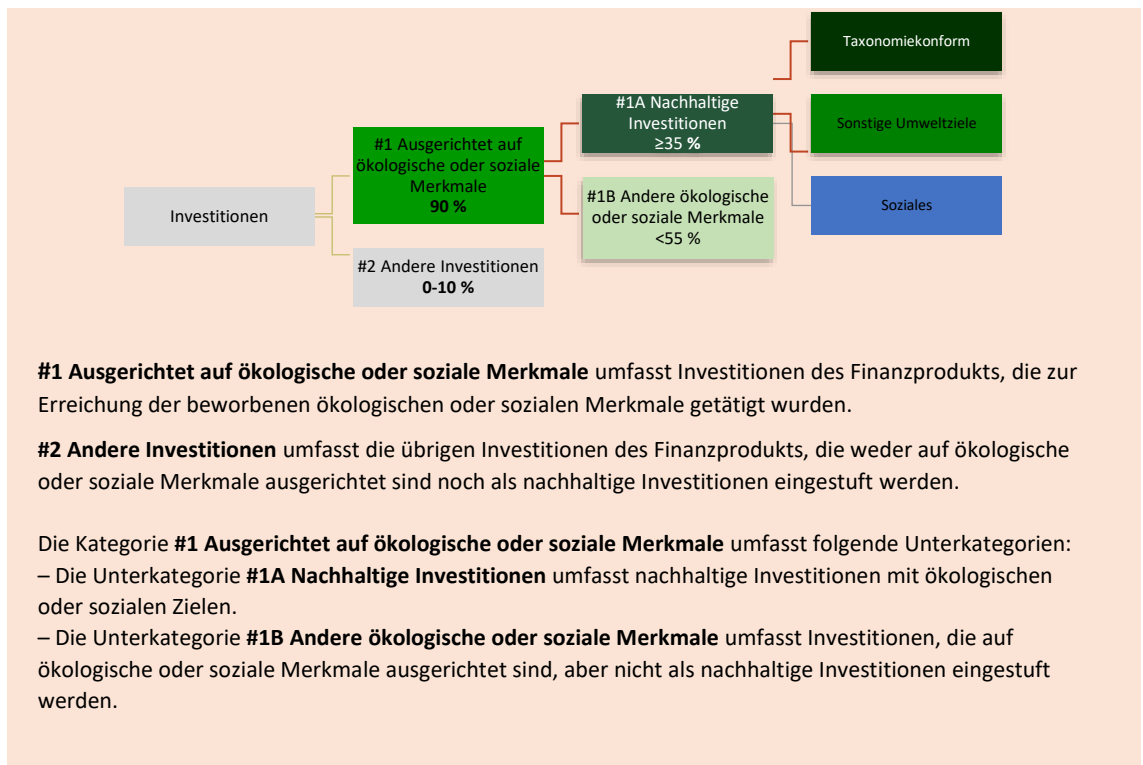 Taxonomiekonform
#1A Nachhaltige
Investitionen
≥35 %
Sonstige Umweltziele
#1 Ausgerichtet auf
ökologische oder soziale
Merkmale
90 %
#1B Andere ökologische
oder soziale Merkmale
<55 %
Soziales
Investitionen
#2 Andere Investitionen
0-10 %
#1 Ausgerichtet auf ökologische oder soziale Merkmale umfasst Investitionen des Finanzprodukts, die zur
Erreichung der beworbenen ökologischen oder sozialen Merkmale getätigt wurden.
#2 Andere Investitionen umfasst die übrigen Investitionen des Finanzprodukts, die weder auf ökologische
oder soziale Merkmale ausgerichtet sind noch als nachhaltige Investitionen eingestuft werden.
Die Kategorie #1 Ausgerichtet auf ökologische oder soziale Merkmale umfasst folgende Unterkategorien:
– Die Unterkategorie #1A Nachhaltige Investitionen umfasst nachhaltige Investitionen mit ökologischen
oder sozialen Zielen.
– Die Unterkategorie #1B Andere ökologische oder soziale Merkmale umfasst Investitionen, die auf
ökologische oder soziale Merkmale ausgerichtet sind, aber nicht als nachhaltige Investitionen eingestuft
werden.